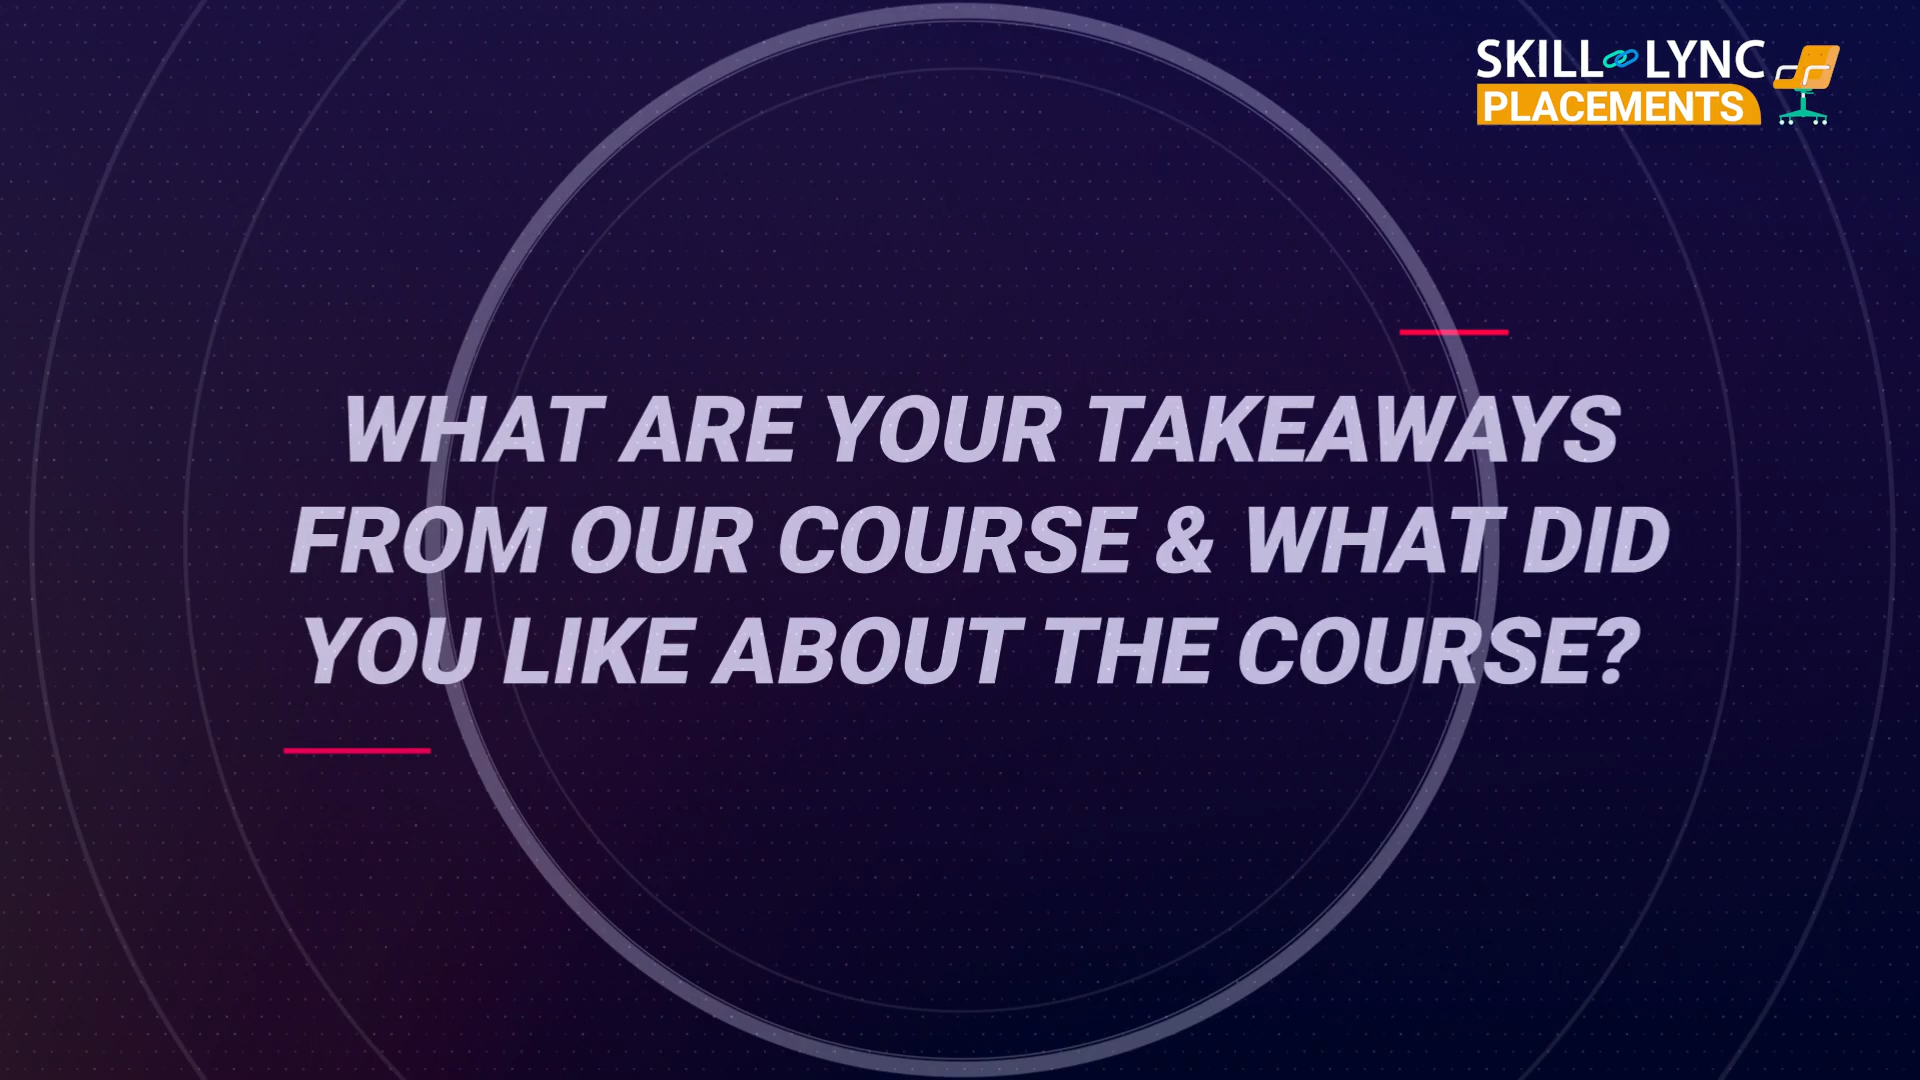 SKILL LYNC
PLACEMENTS
WHAT ARE YOUR TAKEAWAYS
FROM OUR COURSE & WHAT DID
YOU LIKE ABOUT THE COURSE?